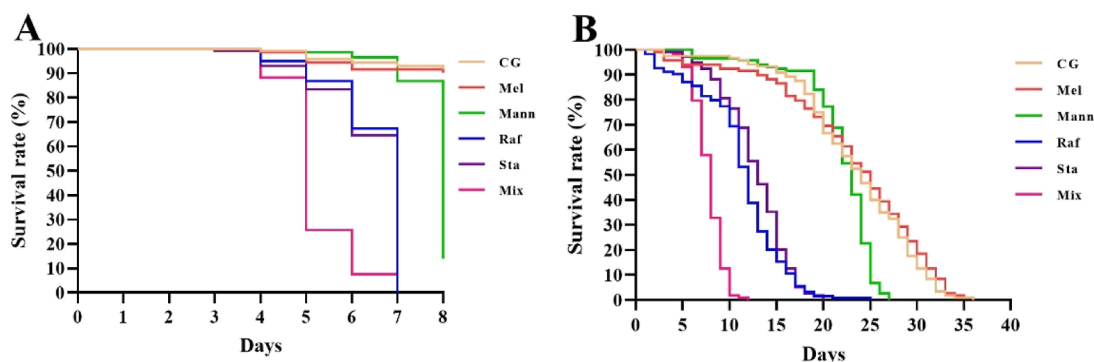 A
Survival rate (%)
100
90
80
70
60
50
40
30
20
10
0
0 1 2 3 4 5 6 7 8
Days
CG
Mel
Mann
Raf
Sta
Mix
B
Survival rate (%)
100
90
80
70
60
50
40
30
20
10
0
0 5 10 15 20 25 30 35 40
Days
CG
Mel
Mann
Raf
Sta
Mix